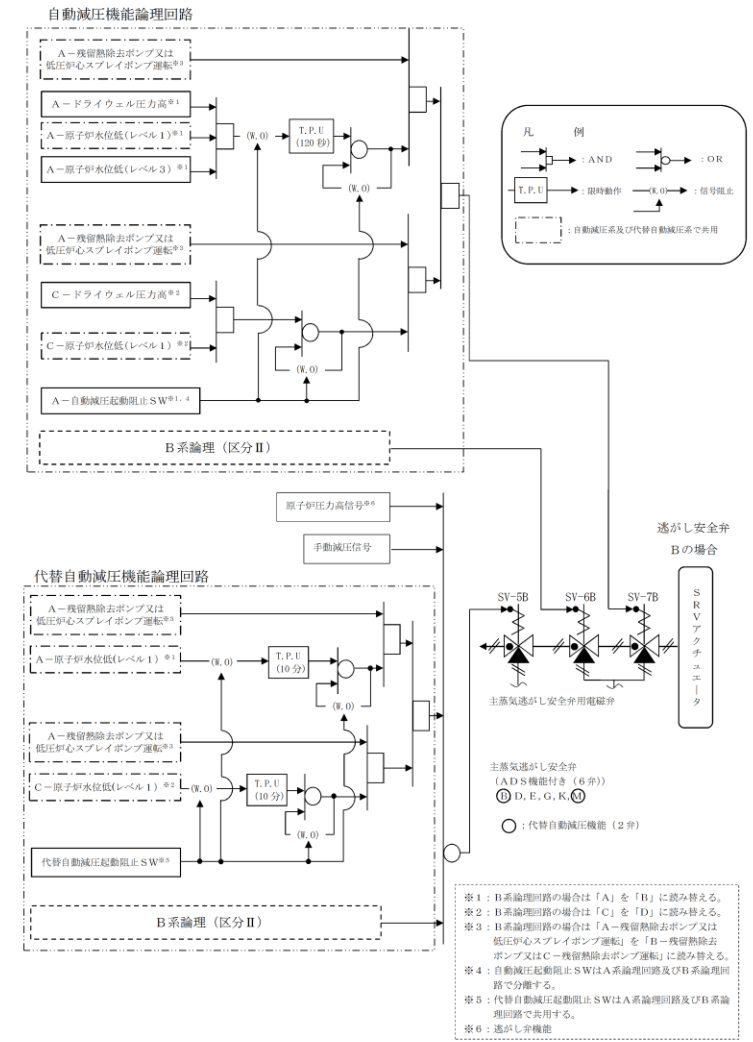 自動減圧機能論理回路
A－残留熱除去ポンプ又は
低圧炉心スプレイポンプ運転※3
A－ドライウェル圧力高※1
A－原子炉水位低(レベル1)※1
A－原子炉水位低(レベル3)※1
(W.O)
T.P.U
(120秒)
(W.O)
A－残留熱除去ポンプ又は
低圧炉心スプレイポンプ運転※3
C－ドライウェル圧力高※2
C－原子炉水位低(レベル1)※2
(W.O)
A－自動減圧起動阻止SW※1, 4
B系論理(区分Ⅱ)
凡 例
: AND
: OR
T.P.U
: 限時動作
(W.O)
: 信号阻止
: 自動減圧系及び代替自動減圧系で共用
原子炉圧力高信号※6
手動減圧信号
逃がし安全弁
Bの場合
代替自動減圧機能論理回路
A－残留熱除去ポンプ又は
低圧炉心スプレイポンプ運転※3
A－原子炉水位低(レベル1)※1
(W.O)
T.P.U
(10分)
(W.O)
A－残留熱除去ポンプ又は
低圧炉心スプレイポンプ運転※3
C－原子炉水位低(レベル1)※2
(W.O)
T.P.U
(10分)
(W.O)
代替自動減圧起動阻止SW※5
B系論理(区分Ⅱ)
SV-5B
SV-6B
SV-7B
SRVアクチュエータ
主蒸気逃がし安全弁用電磁弁
主蒸気逃がし安全弁
(ADS機能付き(6弁))
B, D, E, G, K, M
: 代替自動減圧機能(2弁)
※1：B系論理回路の場合は「A」を「B」に読み替える。
※2：B系論理回路の場合は「C」を「D」に読み替える。
※3：B系論理回路の場合は「A－残留熱除去ポンプ又は
低圧炉心スプレイポンプ運転」を「B－残留熱除去
ポンプ又はC－残留熱除去ポンプ運転」に読み替える。
※4：自動減圧起動阻止SWはA系論理回路及びB系論理回
路で分離する。
※5：代替自動減圧起動阻止SWはA系論理回路及びB系論
理回路で共用する。
※6：逃がし弁機能